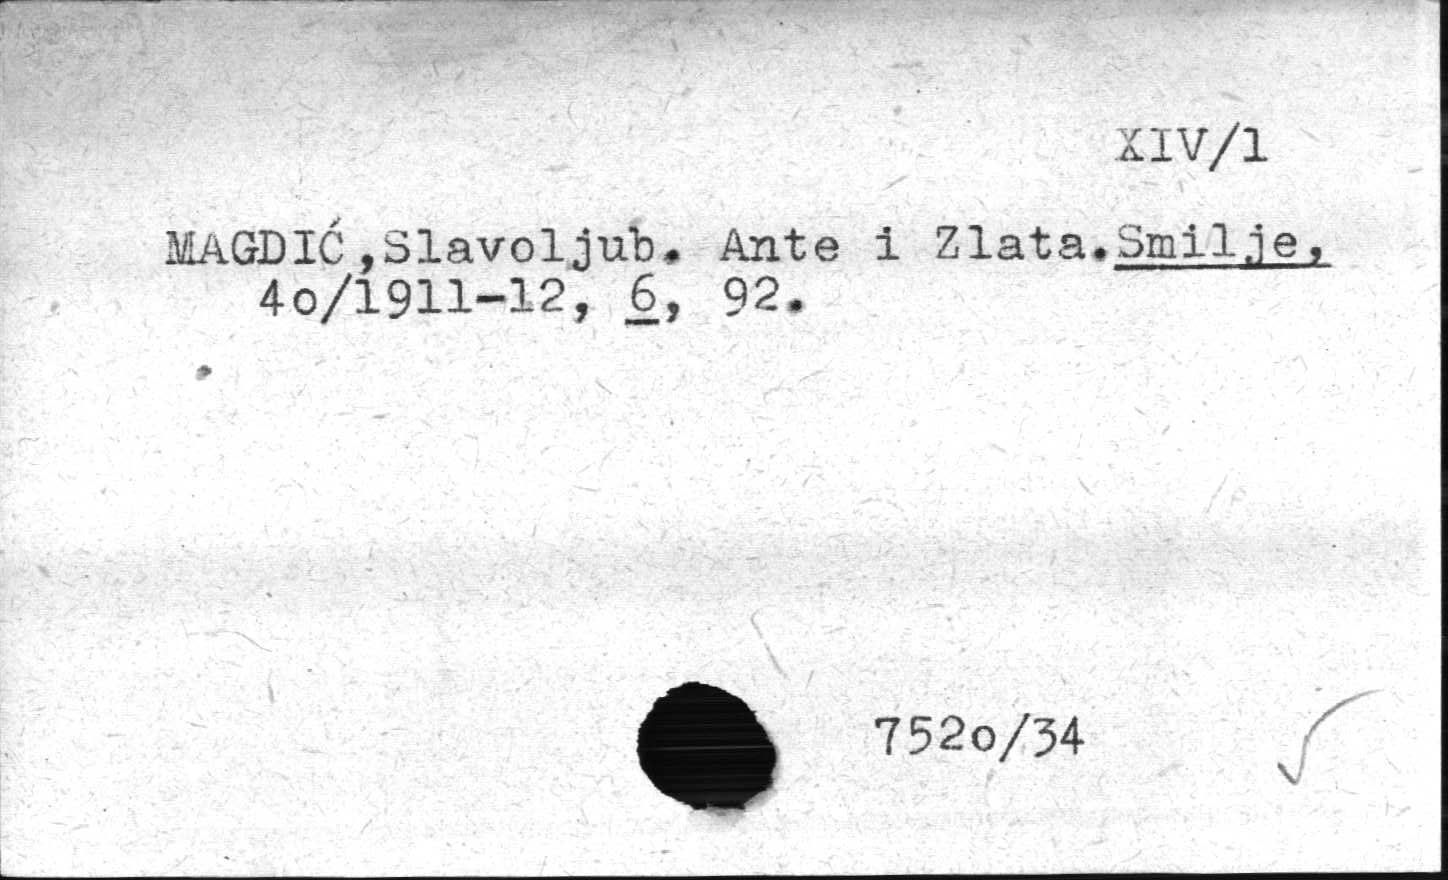 XIV/1
MAGDIĆ,Slavoljub. Ante i Zlata.Smilje,
4o/1911-12, 6, 92.
752o/34